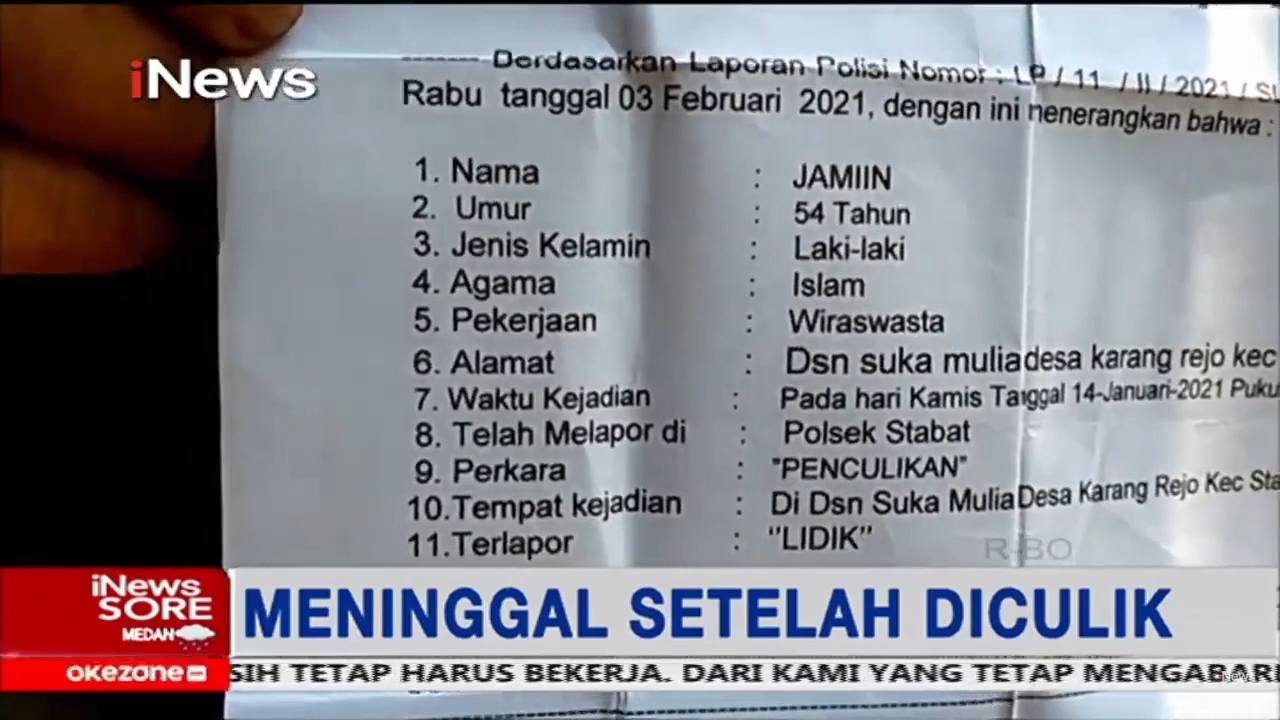 iNews
Berdasarkan Laporan Polisi Nomor : LP / 11 / II / 2021 /
Rabu tanggal 03 Februari 2021, dengan ini nenerangkan bahwa :
1. Nama : JAMIIN
2. Umur : 54 Tahun
3. Jenis Kelamin : Laki-laki
4. Agama : Islam
5. Pekerjaan : Wiraswasta
6. Alamat : Dsn suka mulia desa karang rejo kec
7. Waktu Kejadian : Pada hari Kamis Tanggal 14-Januari-2021 Puku
8. Telah Melapor di : Polsek Stabat
9. Perkara : "PENCULIKAN"
10.Tempat kejadian : Di Dsn Suka Mulia Desa Karang Rejo Kec Sta
11.Terlapor : "LIDIK"
iNews
SORE
MEDAN
MENINGGAL SETELAH DICULIK
okezone
SIH TETAP HARUS BEKERJA. DARI KAMI YANG TETAP MENGABARI